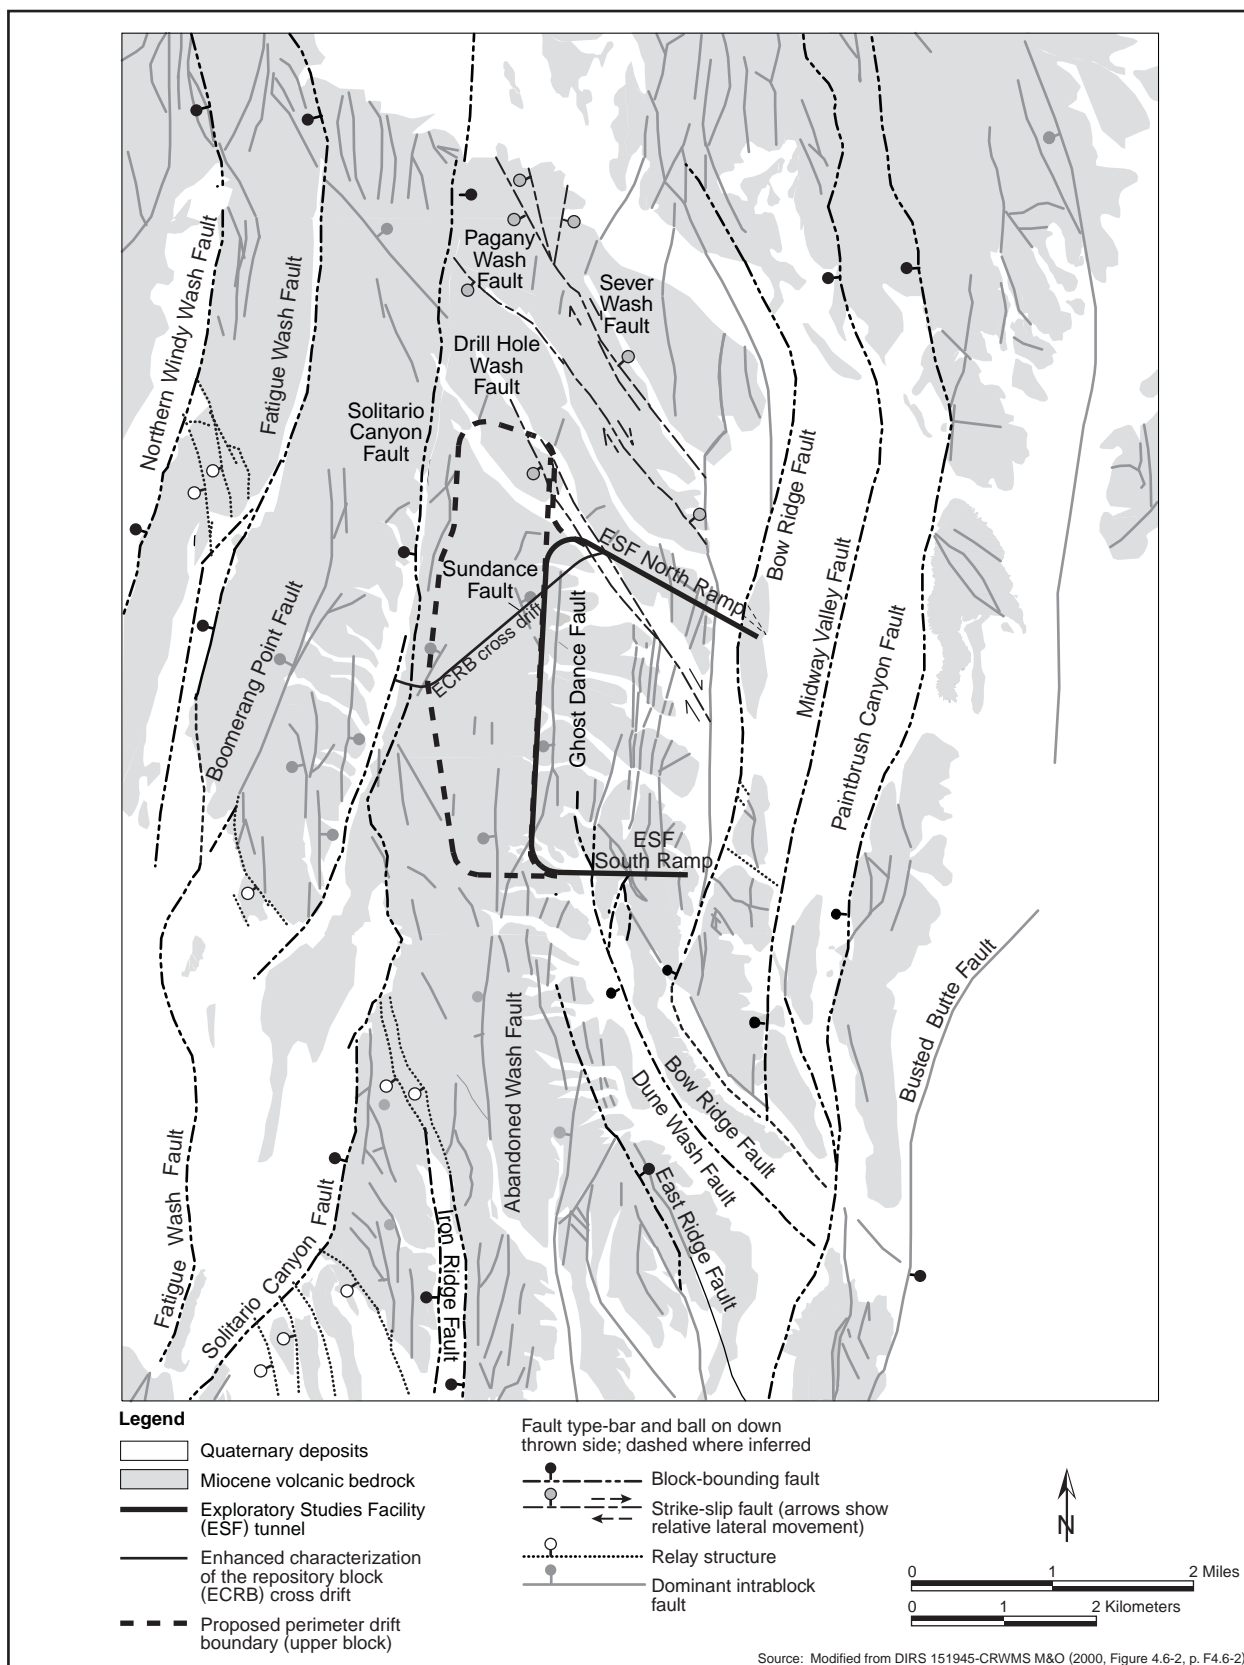 Pagany
Wash
Fault
Sever
Wash
Fault
Northern Windy Wash Fault
Fatigue Wash Fault
Drill Hole
Wash
Fault
Solitario
Canyon
Fault
Bow Ridge Fault
ESF North Ramp
Sundance
Fault
ECRB cross drift
Ghost Dance Fault
Boomerang Point Fault
Midway Valley Fault
Paintbrush Canyon Fault
ESF
South Ramp
Abandoned Wash Fault
Busted Butte Fault
Bow Ridge Fault
Dune Wash Fault
East Ridge Fault
Fatigue Wash Fault
Solitario Canyon Fault
Iron Ridge Fault
Legend
Quaternary deposits
Miocene volcanic bedrock
Exploratory Studies Facility
(ESF) tunnel
Enhanced characterization
of the repository block
(ECRB) cross drift
Proposed perimeter drift
boundary (upper block)
Fault type-bar and ball on down
thrown side; dashed where inferred
Block-bounding fault
Strike-slip fault (arrows show
relative lateral movement)
Relay structure
Dominant intrablock
fault
N
0 1 2 Miles
0 1 2 Kilometers
Source: Modified from DIRS 151945-CRWMS M&O (2000, Figure 4.6-2, p. F4.6-2)